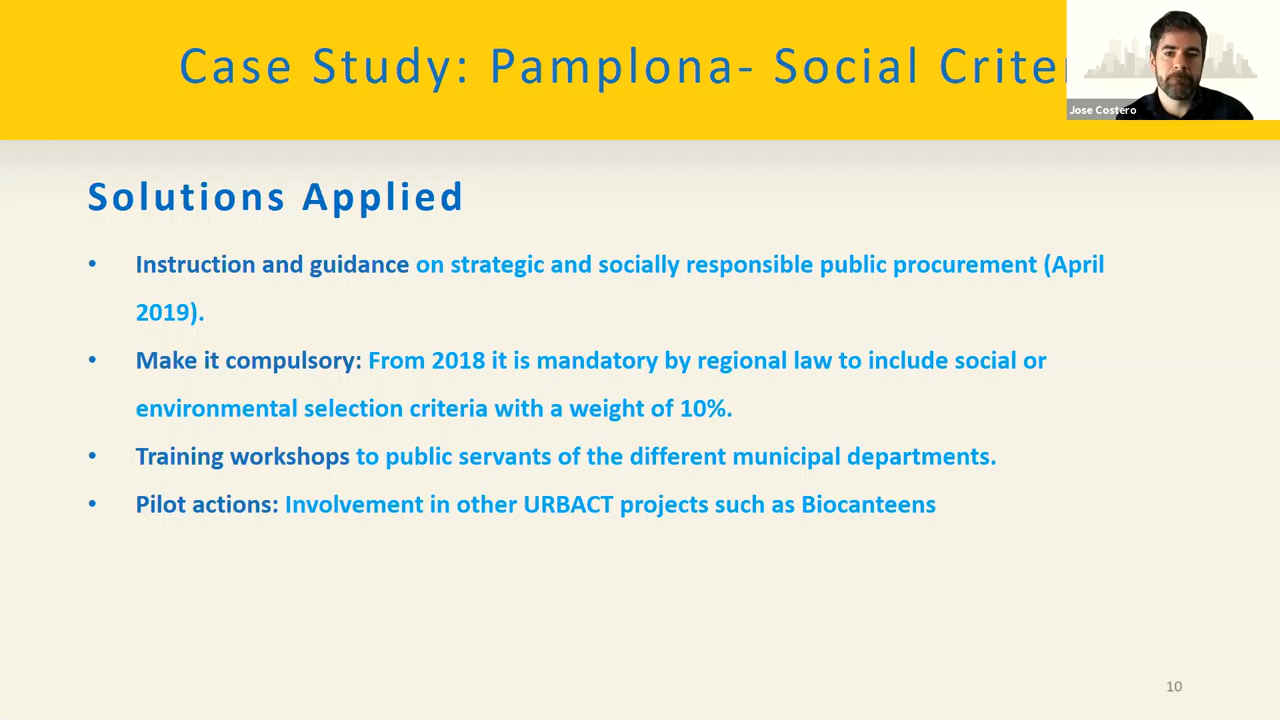 Case Study: Pamplona- Social Criter
Jose Costero
Solutions Applied
• Instruction and guidance on strategic and socially responsible public procurement (April
2019).
• Make it compulsory: From 2018 it is mandatory by regional law to include social or
environmental selection criteria with a weight of 10%.
• Training workshops to public servants of the different municipal departments.
• Pilot actions: Involvement in other URBACT projects such as Biocanteens
10